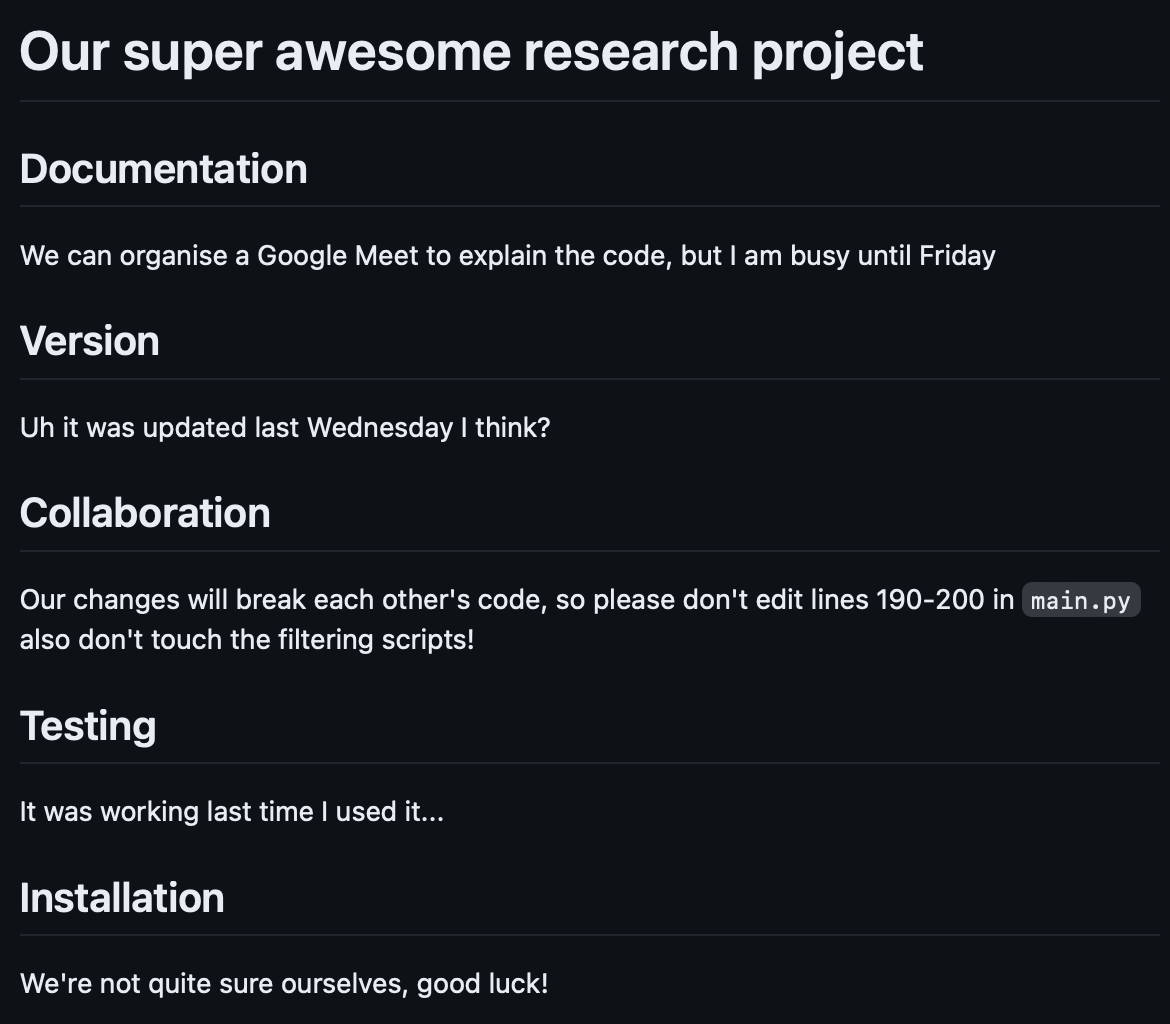 Our super awesome research project
Documentation
We can organise a Google Meet to explain the code, but I am busy until Friday
Version
Uh it was updated last Wednesday I think?
Collaboration
Our changes will break each other's code, so please don't edit lines 190-200 in main.py
also don't touch the filtering scripts!
Testing
It was working last time I used it...
Installation
We're not quite sure ourselves, good luck!